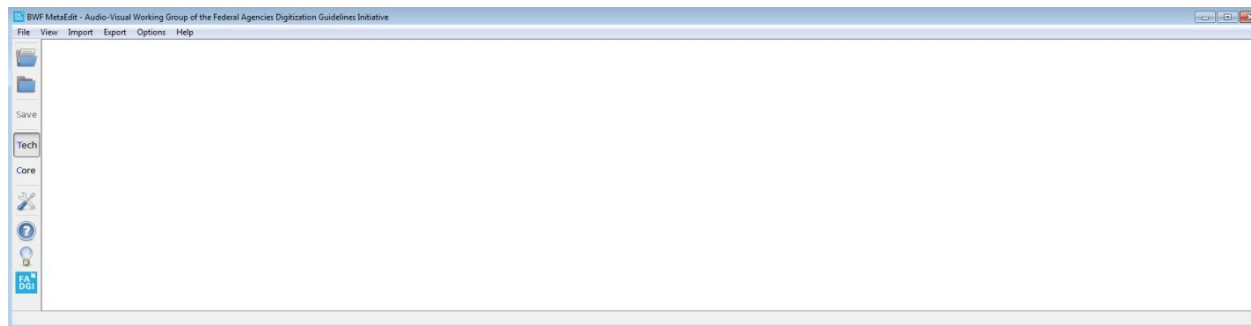 BWF MetaEdit - Audio-Visual Working Group of the Federal Agencies Digitization Guidelines Initiative
File View Import Export Options Help
Save
Tech
Core
?
FA
DGI